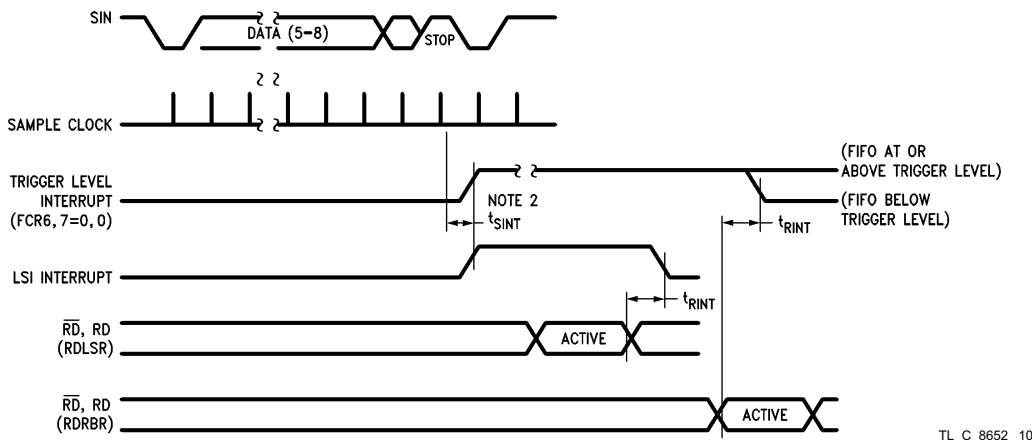 SIN
DATA (5-8)
STOP
SAMPLE CLOCK
TRIGGER LEVEL
INTERRUPT
(FCR6, 7=0, 0)
NOTE 2
tSINT
(FIFO AT OR
ABOVE TRIGGER LEVEL)
(FIFO BELOW
TRIGGER LEVEL)
tRINT
LSI INTERRUPT
tRINT
R̅D̅, RD
(RDLSR)
ACTIVE
R̅D̅, RD
(RDRBR)
ACTIVE
TL C 8652 10